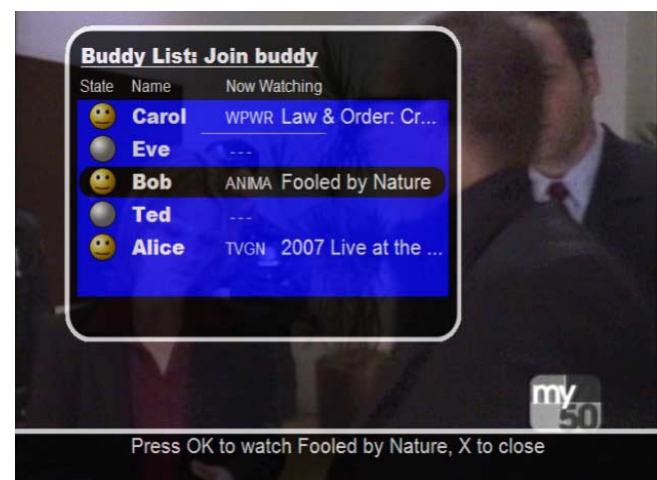 Buddy List: Join buddy
State Name Now Watching
Carol WPWR Law & Order: Cr...
Eve ---
Bob ANIMA Fooled by Nature
Ted ---
Alice TVGN 2007 Live at the ...
my
50
Press OK to watch Fooled by Nature, X to close